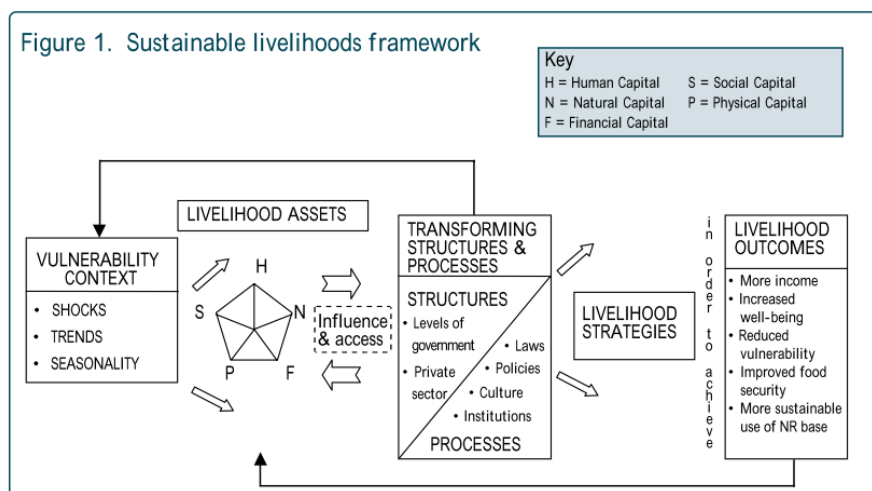 Figure 1. Sustainable livelihoods framework
Key
H = Human Capital S = Social Capital
N = Natural Capital P = Physical Capital
F = Financial Capital
LIVELIHOOD ASSETS
VULNERABILITY
CONTEXT
• SHOCKS
• TRENDS
• SEASONALITY
H
S
N
P
F
Influence
& access
TRANSFORMING
STRUCTURES &
PROCESSES
STRUCTURES
• Levels of
government
• Private
sector
• Laws
• Policies
• Culture
• Institutions
PROCESSES
LIVELIHOOD
STRATEGIES
in order to achieve
LIVELIHOOD
OUTCOMES
• More income
• Increased
well-being
• Reduced
vulnerability
• Improved food
security
• More sustainable
use of NR base